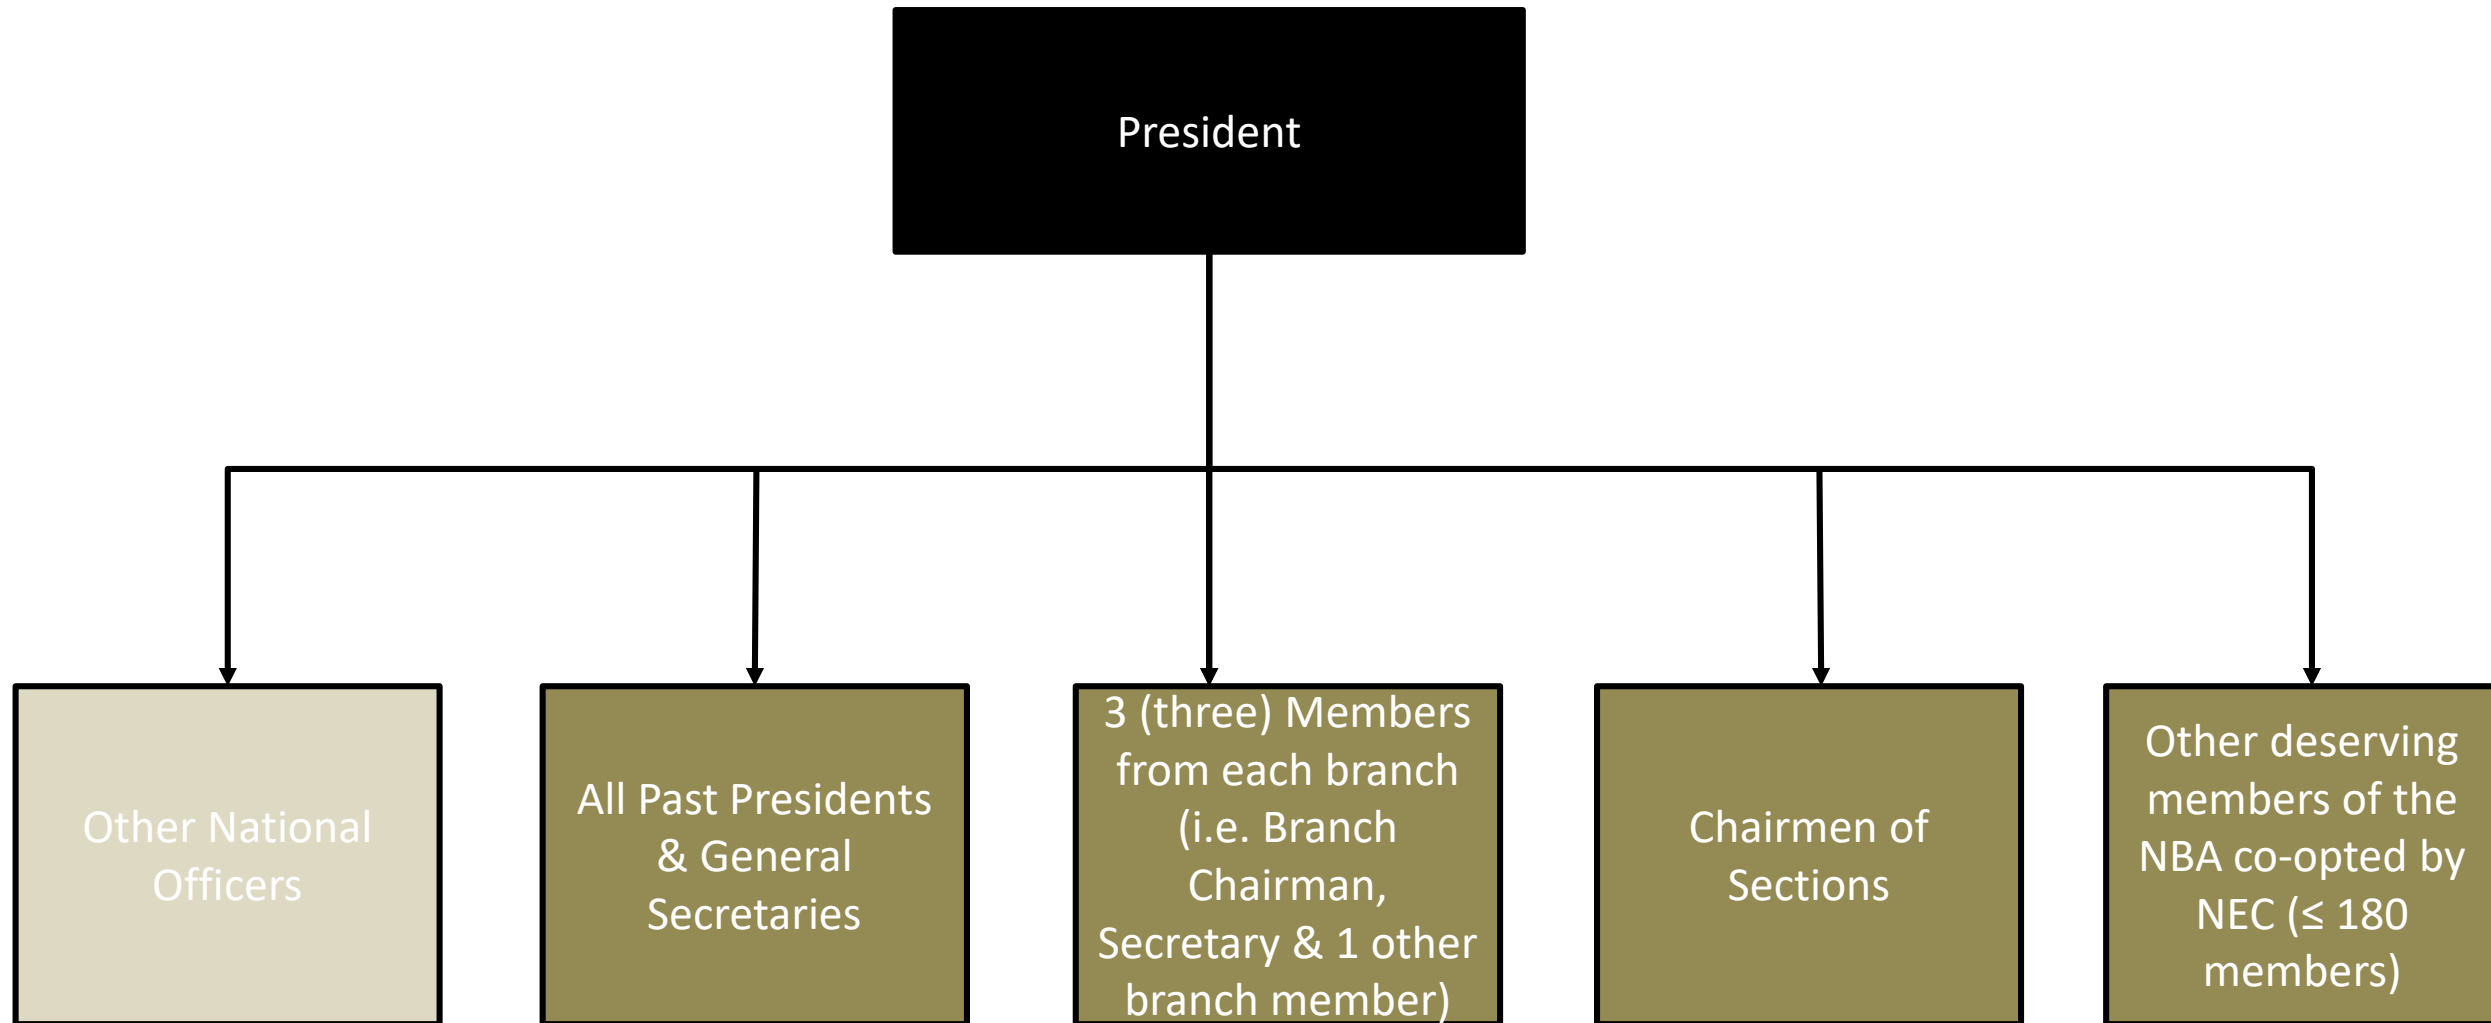 President
Other National
Officers
All Past Presidents
& General
Secretaries
3 (three) Members
from each branch
(i.e. Branch
Chairman,
Secretary & 1 other
branch member)
Chairmen of
Sections
Other deserving
members of the
NBA co-opted by
NEC (≤ 180
members)